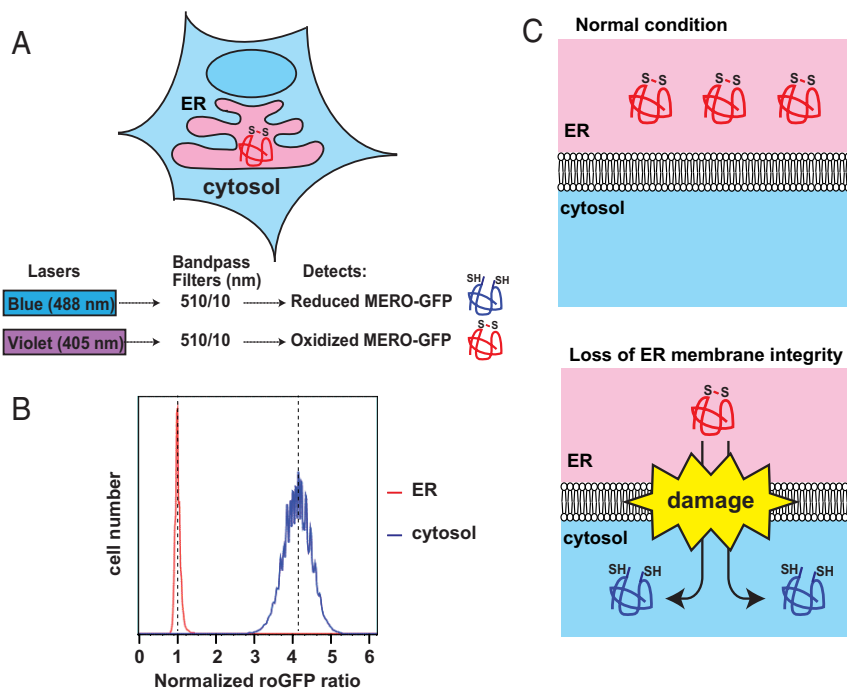 A
ER
S-S
cytosol
Lasers
Bandpass
Filters (nm)
Detects:
Blue (488 nm)
510/10
Reduced MERO-GFP
SH
SH
Violet (405 nm)
510/10
Oxidized MERO-GFP
S-S
B
cell number
ER
cytosol
0 1 2 3 4 5 6
Normalized roGFP ratio
C
Normal condition
S-S S-S S-S
ER
cytosol
Loss of ER membrane integrity
S-S
ER
damage
cytosol
SH SH
SH SH